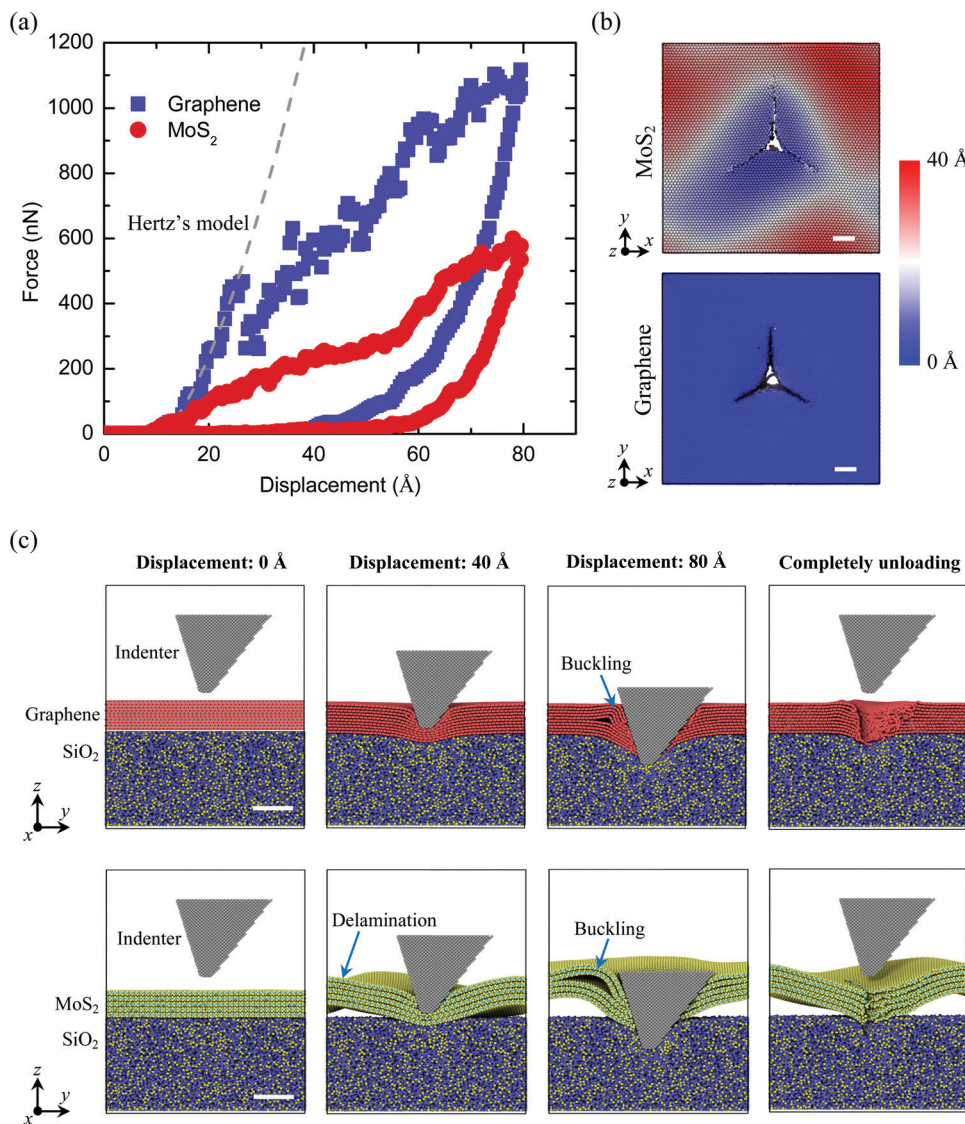 (a)
1200
1000
800
600
400
200
0
0 20 40 60 80
Force (nN)
Displacement (Å)
Graphene
MoS2
Hertz's model
(b)
MoS2
y
z x
40 Å
0 Å
Graphene
y
z x
(c)
Displacement: 0 Å Displacement: 40 Å Displacement: 80 Å Completely unloading
Indenter
Buckling
Graphene
SiO2
z
x y
Indenter
Delamination
Buckling
MoS2
SiO2
z
x y